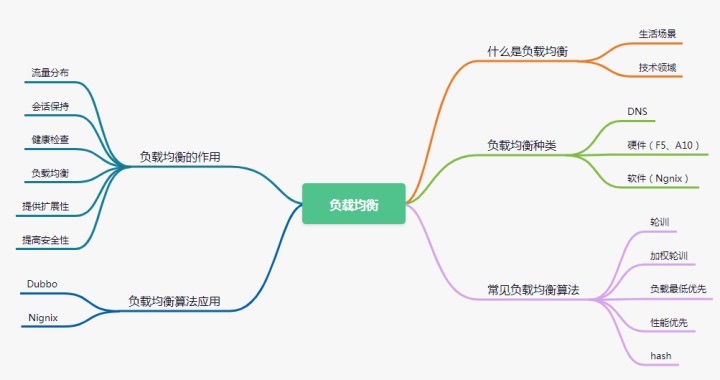 负载均衡
什么是负载均衡
生活场景
技术领域
负载均衡种类
DNS
硬件（F5、A10）
软件（Ngnix）
常见负载均衡算法
轮训
加权轮训
负载最低优先
性能优先
hash
负载均衡的作用
流量分布
会话保持
健康检查
负载均衡
提供扩展性
提高安全性
负载均衡算法应用
Dubbo
Nignix